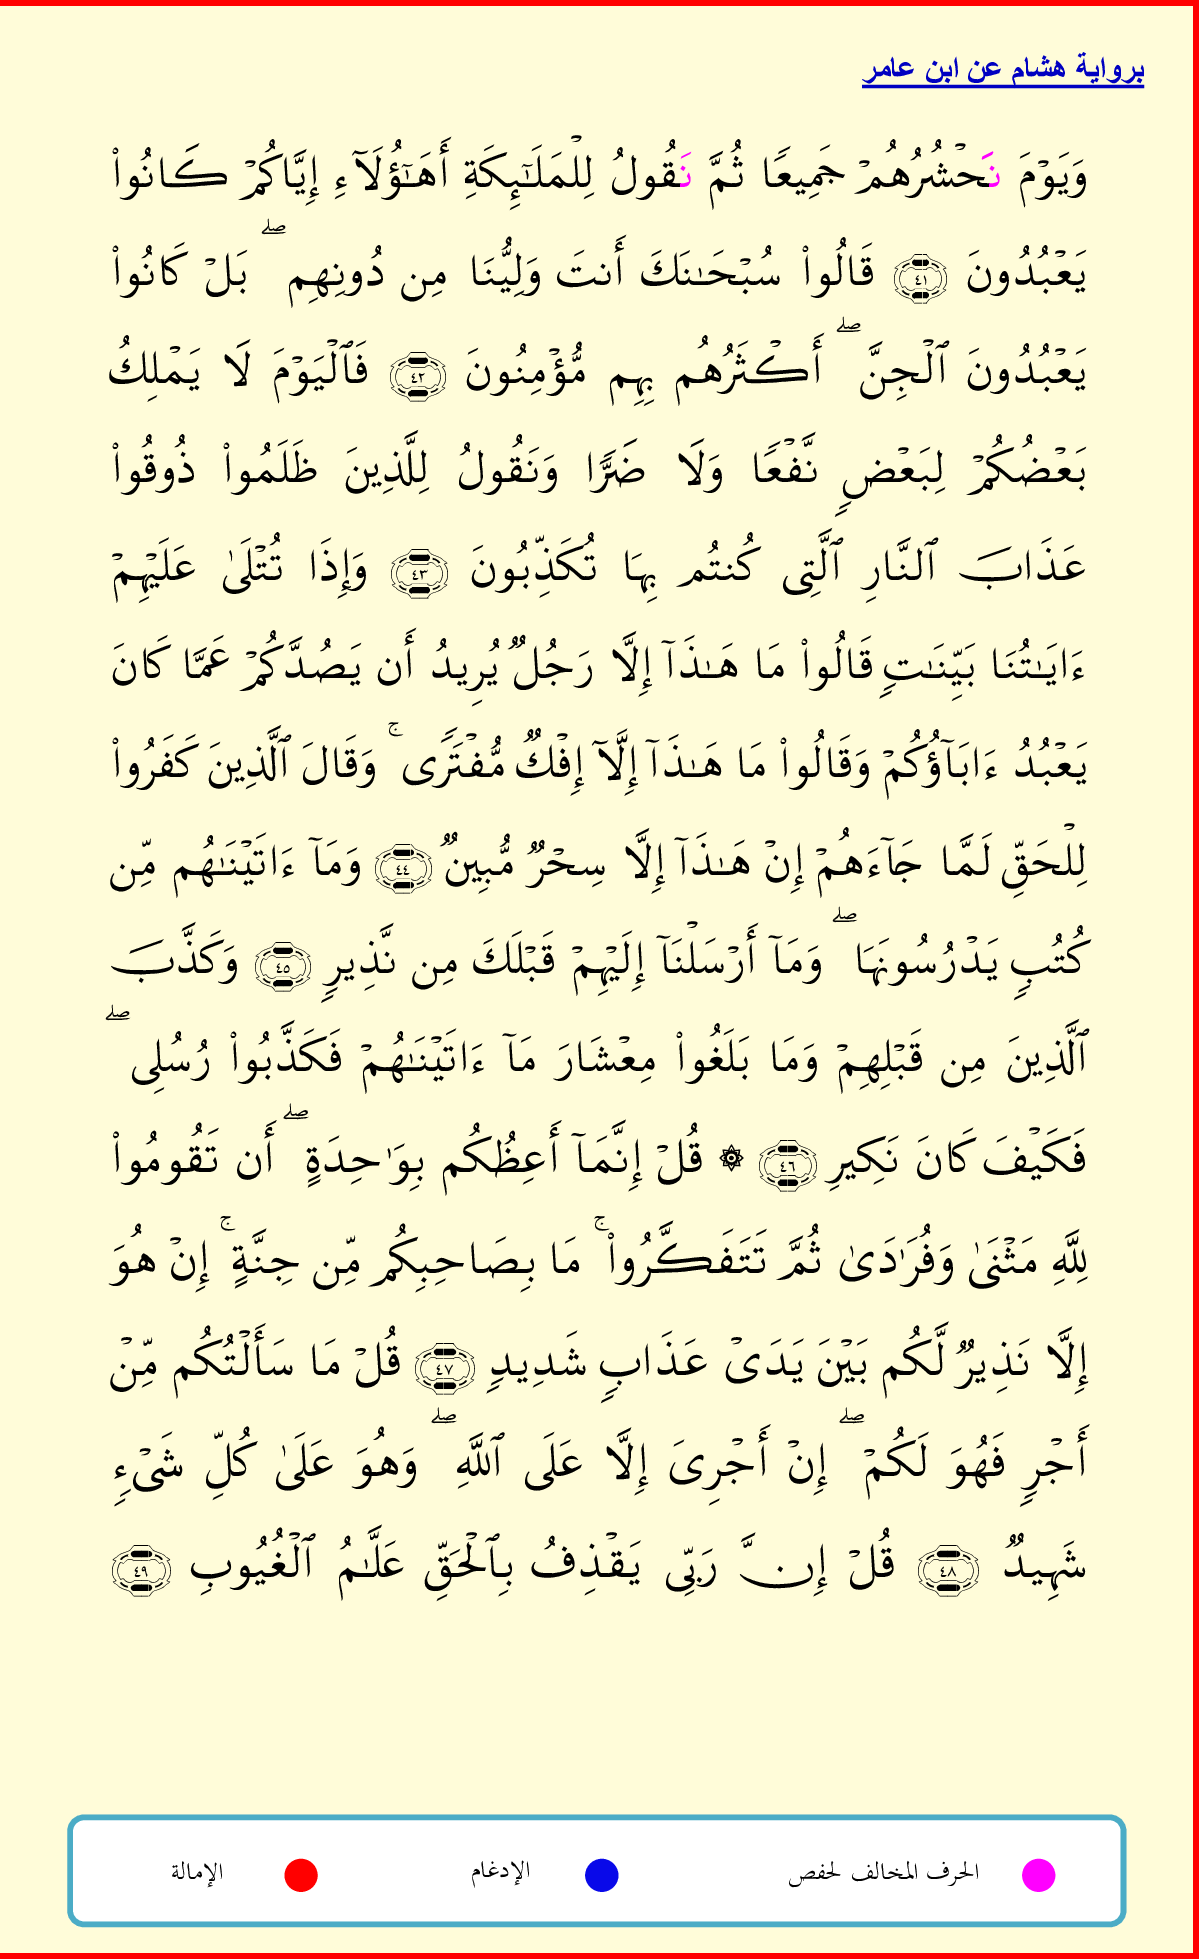 برواية هشام عن ابن عامر
وَيَوۡمَ نَحۡشُرُهُمۡ جَمِيعٗا ثُمَّ نَقُولُ لِلۡمَلَٰٓئِكَةِ أَهَٰٓؤُلَآءِ إِيَّاكُمۡ كَانُواْ
يَعۡبُدُونَ ٤١ قَالُواْ سُبۡحَٰنَكَ أَنتَ وَلِيُّنَا مِن دُونِهِمۖ بَلۡ كَانُواْ
يَعۡبُدُونَ ٱلۡجِنَّۖ أَكۡثَرُهُم بِهِم مُّؤۡمِنُونَ ٤٢ فَٱلۡيَوۡمَ لَا يَمۡلِكُ
بَعۡضُكُمۡ لِبَعۡضٖ نَّفۡعٗا وَلَا ضَرّٗا وَنَقُولُ لِلَّذِينَ ظَلَمُواْ ذُوقُواْ
عَذَابَ ٱلنَّارِ ٱلَّتِي كُنتُم بِهَا تُكَذِّبُونَ ٤٣ وَإِذَا تُتۡلَىٰ عَلَيۡهِمۡ
ءَايَٰتُنَا بَيِّنَٰتٖ قَالُواْ مَا هَٰذَآ إِلَّا رَجُلٞ يُرِيدُ أَن يَصُدَّكُمۡ عَمَّا كَانَ
يَعۡبُدُ ءَابَآؤُكُمۡ وَقَالُواْ مَا هَٰذَآ إِلَّآ إِفۡكٞ مُّفۡتَرٗىۚ وَقَالَ ٱلَّذِينَ كَفَرُواْ
لِلۡحَقِّ لَمَّا جَآءَهُمۡ إِنۡ هَٰذَآ إِلَّا سِحۡرٞ مُّبِينٞ ٤٤ وَمَآ ءَاتَيۡنَٰهُم مِّن
كُتُبٖ يَدۡرُسُونَهَاۖ وَمَآ أَرۡسَلۡنَآ إِلَيۡهِمۡ قَبۡلَكَ مِن نَّذِيرٖ ٤٥ وَكَذَّبَ
ٱلَّذِينَ مِن قَبۡلِهِمۡ وَمَا بَلَغُواْ مِعۡشَارَ مَآ ءَاتَيۡنَٰهُمۡ فَكَذَّبُواْ رُسُلِيۖ
فَكَيۡفَ كَانَ نَكِيرِ ٤٦ ۞ قُلۡ إِنَّمَآ أَعِظُكُم بِوَٰحِدَةٍۖ أَن تَقُومُواْ
لِلَّهِ مَثۡنَىٰ وَفُرَٰدَىٰ ثُمَّ تَتَفَكَّرُواْۚ مَا بِصَاحِبِكُم مِّن جِنَّةٍۚ إِنۡ هُوَ
إِلَّا نَذِيرٞ لَّكُم بَيۡنَ يَدَيۡ عَذَابٖ شَدِيدٖ ٤٧ قُلۡ مَا سَأَلۡتُكُم مِّنۡ
أَجۡرٖ فَهُوَ لَكُمۡۖ إِنۡ أَجۡرِيَ إِلَّا عَلَى ٱللَّهِۖ وَهُوَ عَلَىٰ كُلِّ شَيۡءٖ
شَهِيدٞ ٤٨ قُلۡ إِنَّ رَبِّي يَقۡذِفُ بِٱلۡحَقِّ عَلَّٰمُ ٱلۡغُيُوبِ ٤٩
الحرف المخالف لحفص الإدغام الإمالة